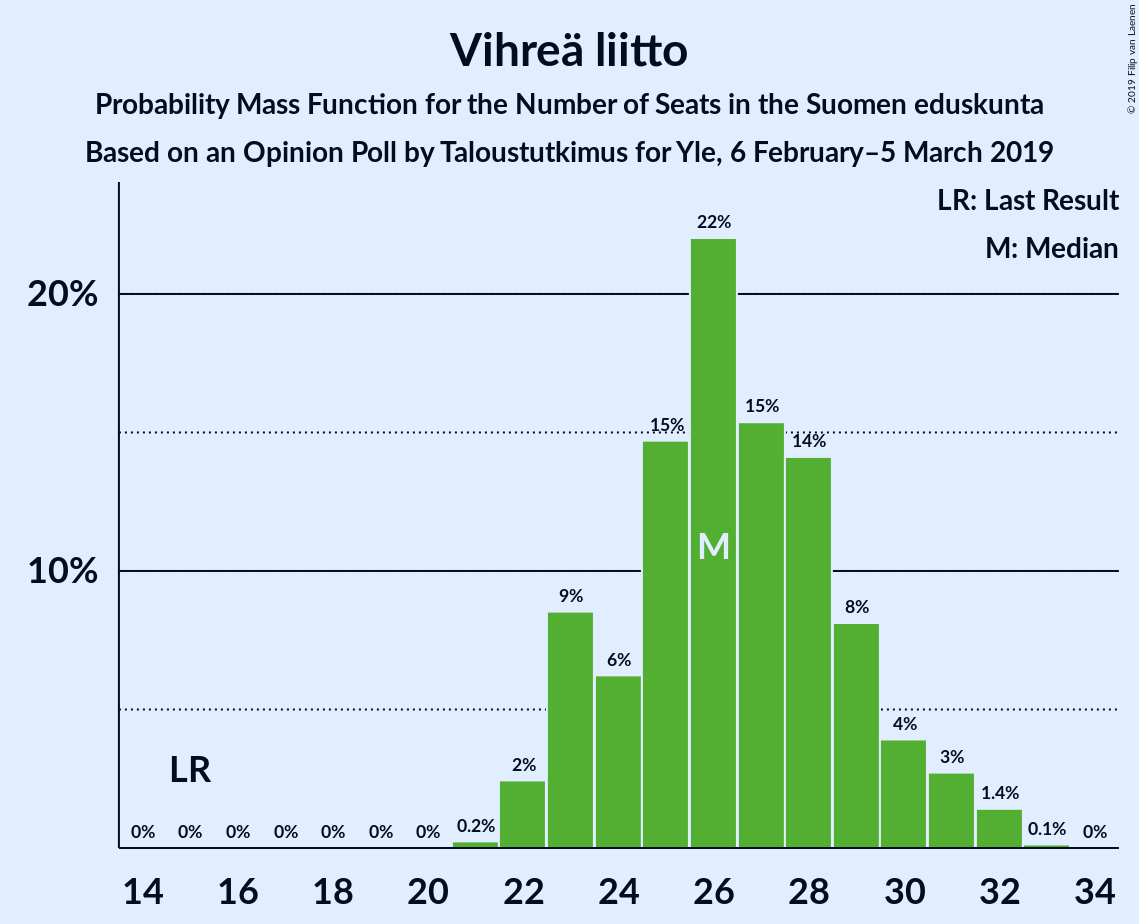 Vihreä liitto
Probability Mass Function for the Number of Seats in the Suomen eduskunta
Based on an Opinion Poll by Taloustutkimus for Yle, 6 February–5 March 2019
© 2019 Filip van Laenen
LR: Last Result
M: Median
20%
10%
0% 0% 0% 0% 0% 0% 0% 0.2% 2% 9% 6% 15% 22% 15% 14% 8% 4% 3% 1.4% 0.1% 0%
LR
M
14 16 18 20 22 24 26 28 30 32 34